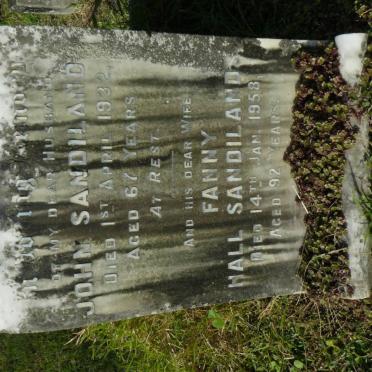 MY DEAR HUSBAND
JOHN SANDILAND
DIED 1ST APRIL 1932
AGED 67 YEARS
AT REST
AND HIS DEAR WIFE
FANNY
HALL SANDILAND
DIED 14TH JAN. 1958
AGED 92 YEARS